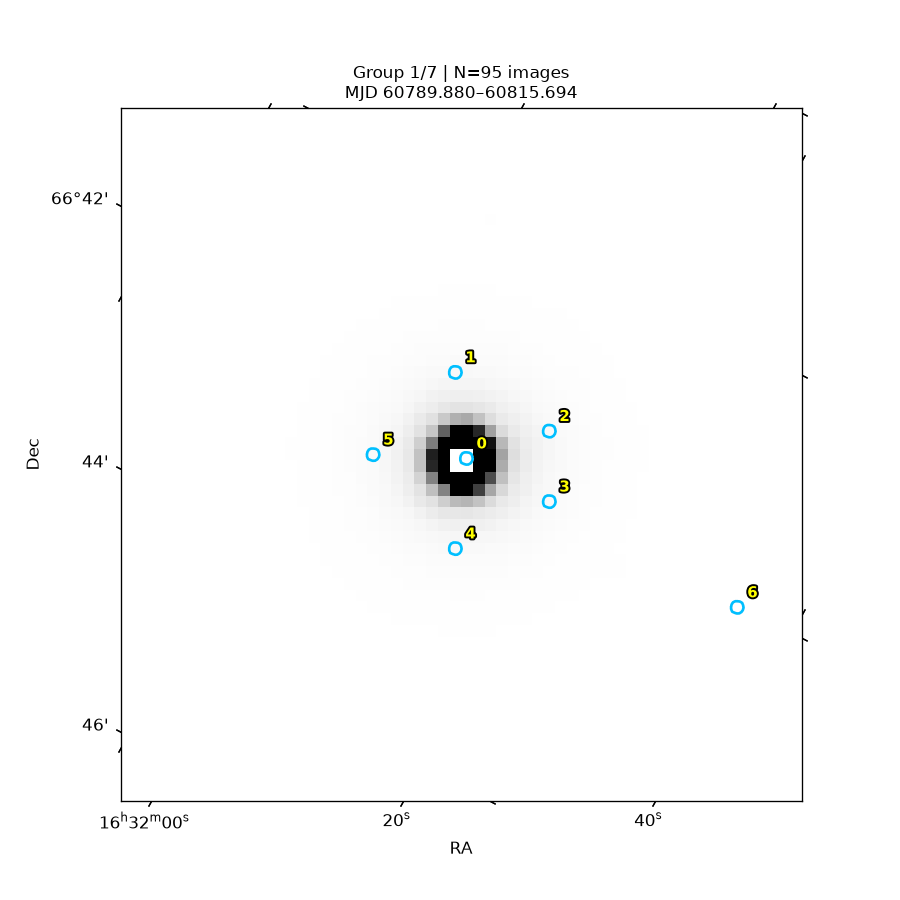 Group 1/7 | N=95 images
MJD 60789.880–60815.694
66°42'
1
2
5
0
44'
3
4
6
46'
16ʰ32ᵐ00ˢ
20ˢ
40ˢ
RA
Dec